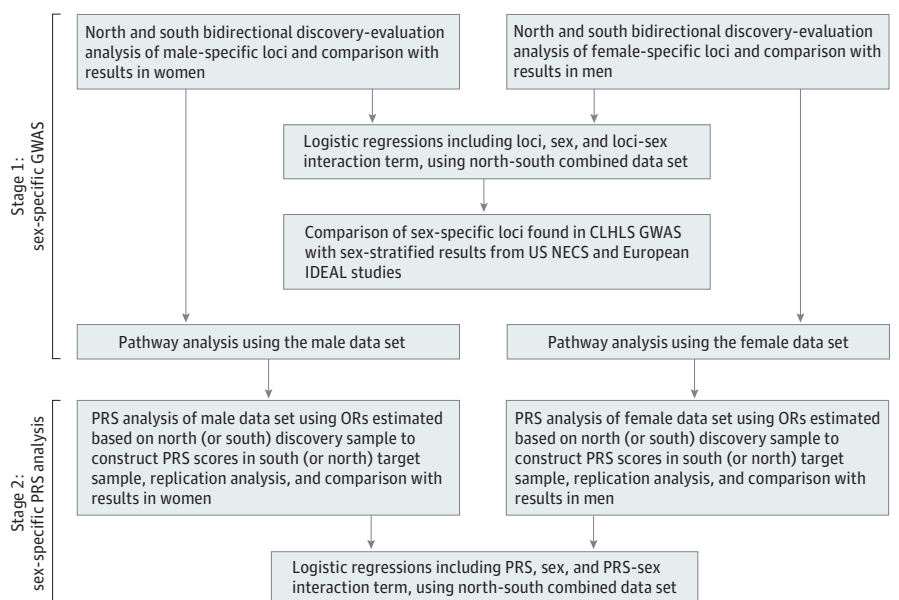 Stage 1:
sex-specific GWAS
North and south bidirectional discovery-evaluation
analysis of male-specific loci and comparison with
results in women
North and south bidirectional discovery-evaluation
analysis of female-specific loci and comparison with
results in men
Logistic regressions including loci, sex, and loci-sex
interaction term, using north-south combined data set
Comparison of sex-specific loci found in CLHLS GWAS
with sex-stratified results from US NECS and European
IDEAL studies
Pathway analysis using the male data set
Pathway analysis using the female data set
Stage 2:
sex-specific PRS analysis
PRS analysis of male data set using ORs estimated
based on north (or south) discovery sample to
construct PRS scores in south (or north) target
sample, replication analysis, and comparison with
results in women
PRS analysis of female data set using ORs estimated
based on north (or south) discovery sample to
construct PRS scores in south (or north) target
sample, replication analysis, and comparison with
results in men
Logistic regressions including PRS, sex, and PRS-sex
interaction term, using north-south combined data set